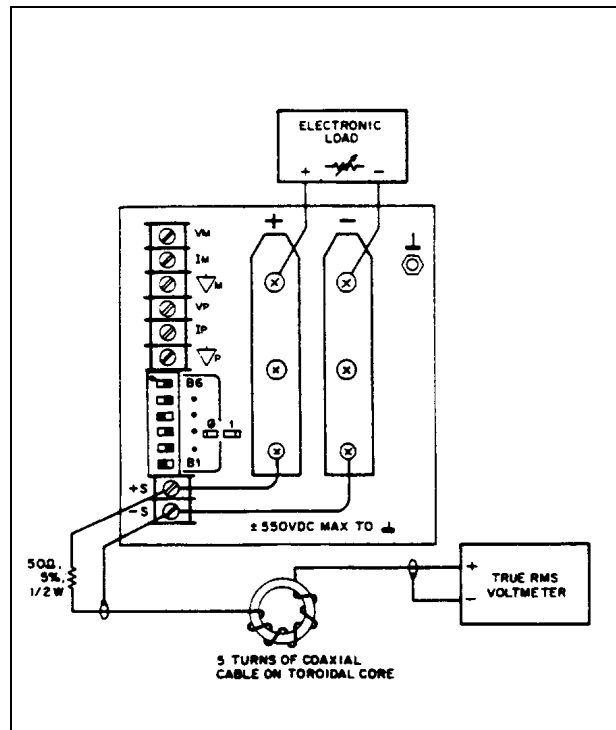 ELECTRONIC
LOAD
+ -
+ -
VM
IM
M
VP
IP
P
B6
0 1
B1
+S
-S
± 550VDC MAX TO
50Ω,
5%,
1/2W
+
-
TRUE RMS
VOLTMETER
5 TURNS OF COAXIAL
CABLE ON TOROIDAL CORE